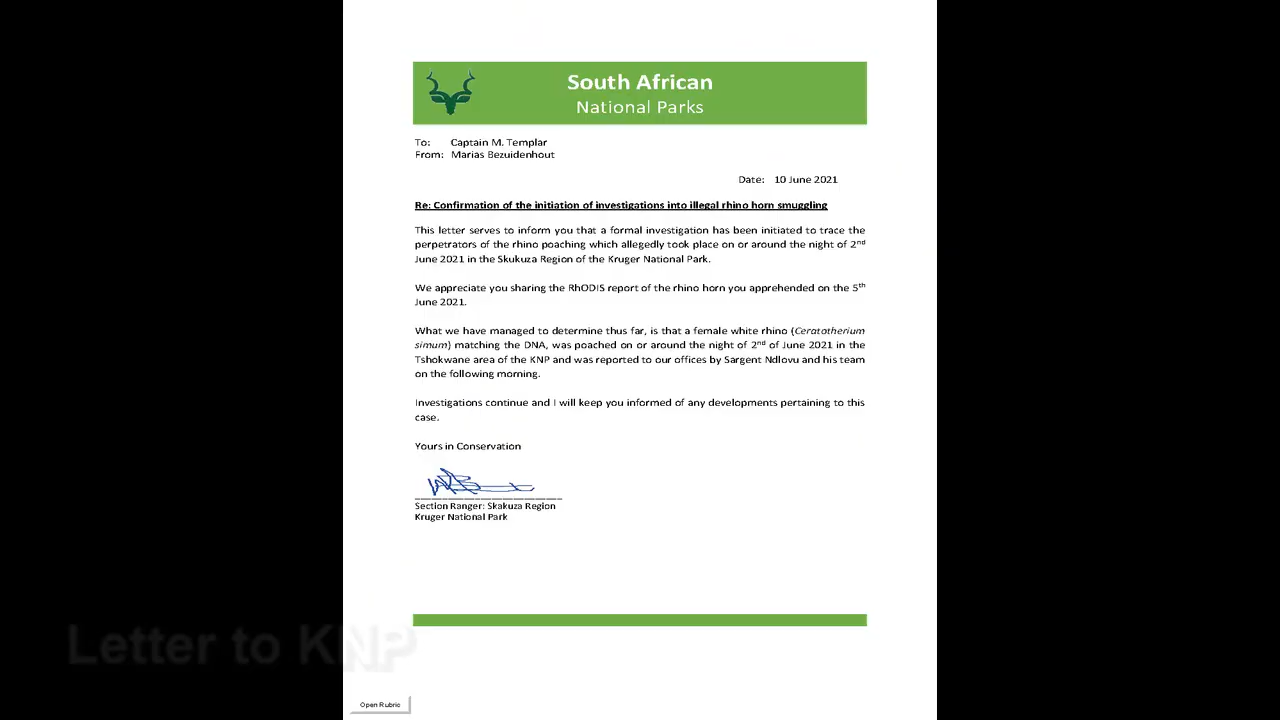 South African
National Parks
To: Captain M. Templar
From: Marias Bezuidenhout
Date: 10 June 2021
Re: Confirmation of the initiation of investigations into illegal rhino horn smuggling
This letter serves to inform you that a formal investigation has been initiated to trace the
perpetrators of the rhino poaching which allegedly took place on or around the night of 2nd
June 2021 in the Skukuza Region of the Kruger National Park.
We appreciate you sharing the RhODIS report of the rhino horn you apprehended on the 5th
June 2021.
What we have managed to determine thus far, is that a female white rhino (Ceratotherium
simum) matching the DNA, was poached on or around the night of 2nd of June 2021 in the
Tshokwane area of the KNP and was reported to our offices by Sargent Ndlovu and his team
on the following morning.
Investigations continue and I will keep you informed of any developments pertaining to this
case.
Yours in Conservation
Section Ranger: Skakuza Region
Kruger National Park
Letter to KNP
Open Rubric